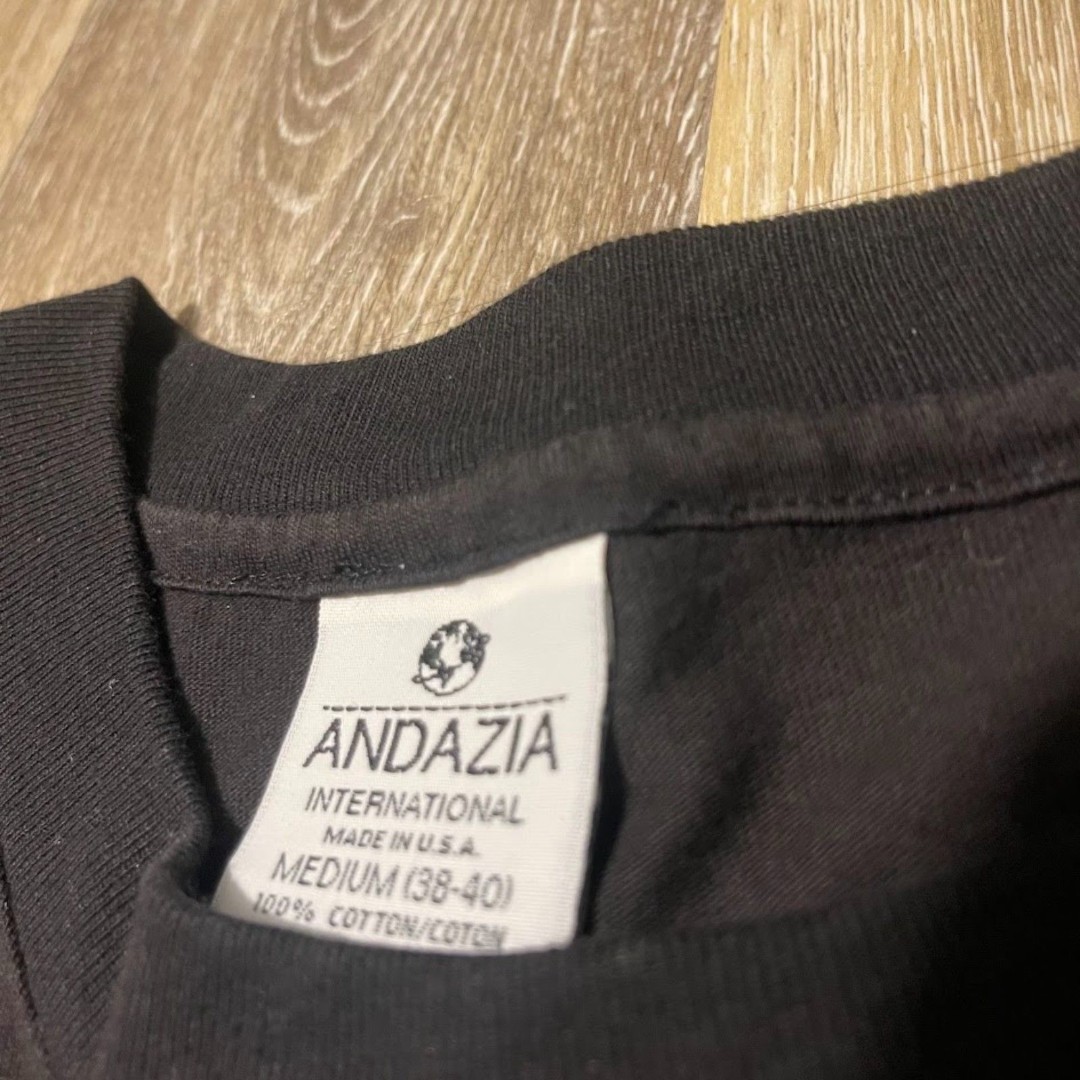 ANDAZIA
INTERNATIONAL
MADE IN U.S.A.
MEDIUM (38-40)
100% COTTON/COTON